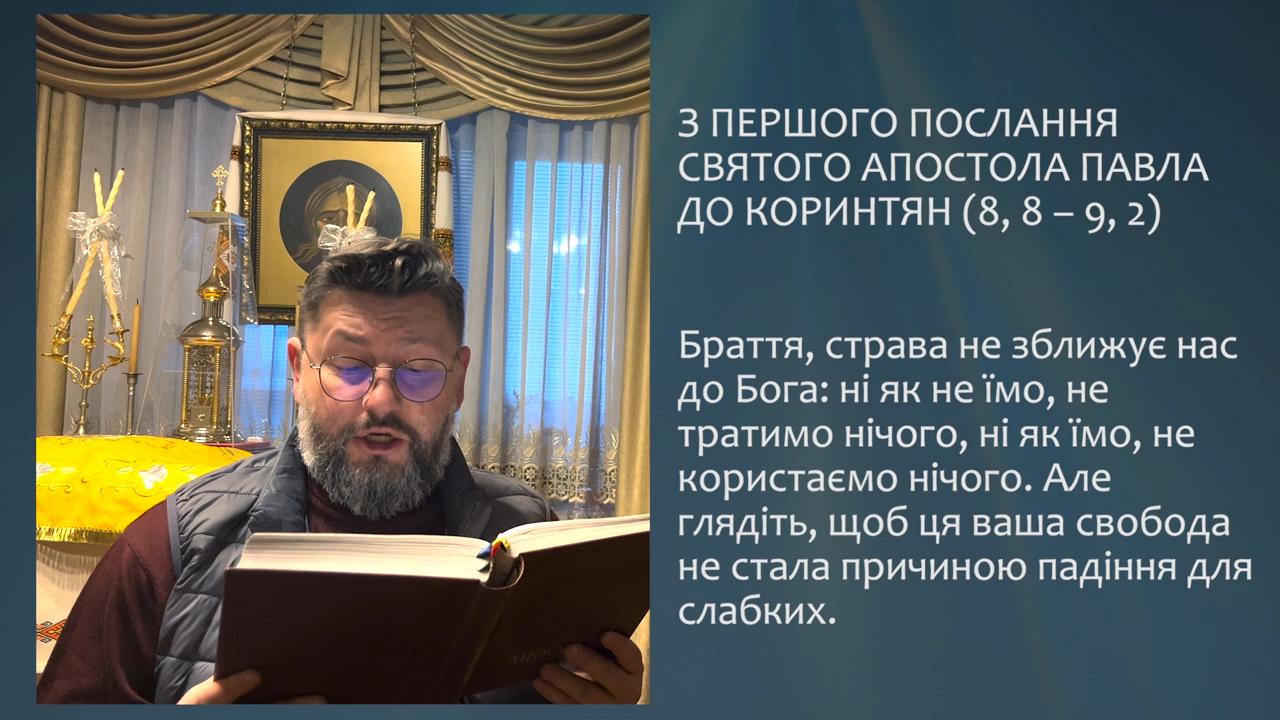 З ПЕРШОГО ПОСЛАННЯ
СВЯТОГО АПОСТОЛА ПАВЛА
ДО КОРИНТЯН (8, 8 – 9, 2)
Браття, страва не зближує нас
до Бога: ні як не їмо, не
тратимо нічого, ні як їмо, не
користаємо нічого. Але
глядіть, щоб ця ваша свобода
не стала причиною падіння для
слабких.